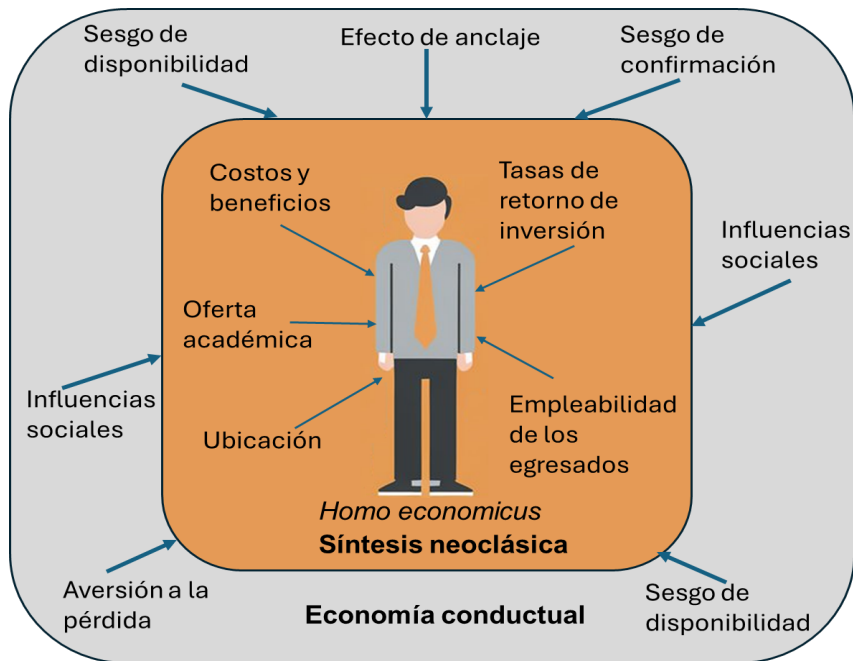 Sesgo de
disponibilidad
Efecto de anclaje
Sesgo de
confirmación
Costos y
beneficios
Tasas de
retorno de
inversión
Influencias
sociales
Oferta
académica
Influencias
sociales
Ubicación
Empleabilidad
de los
egresados
Homo economicus
Síntesis neoclásica
Aversión a la
pérdida
Economía conductual
Sesgo de
disponibilidad